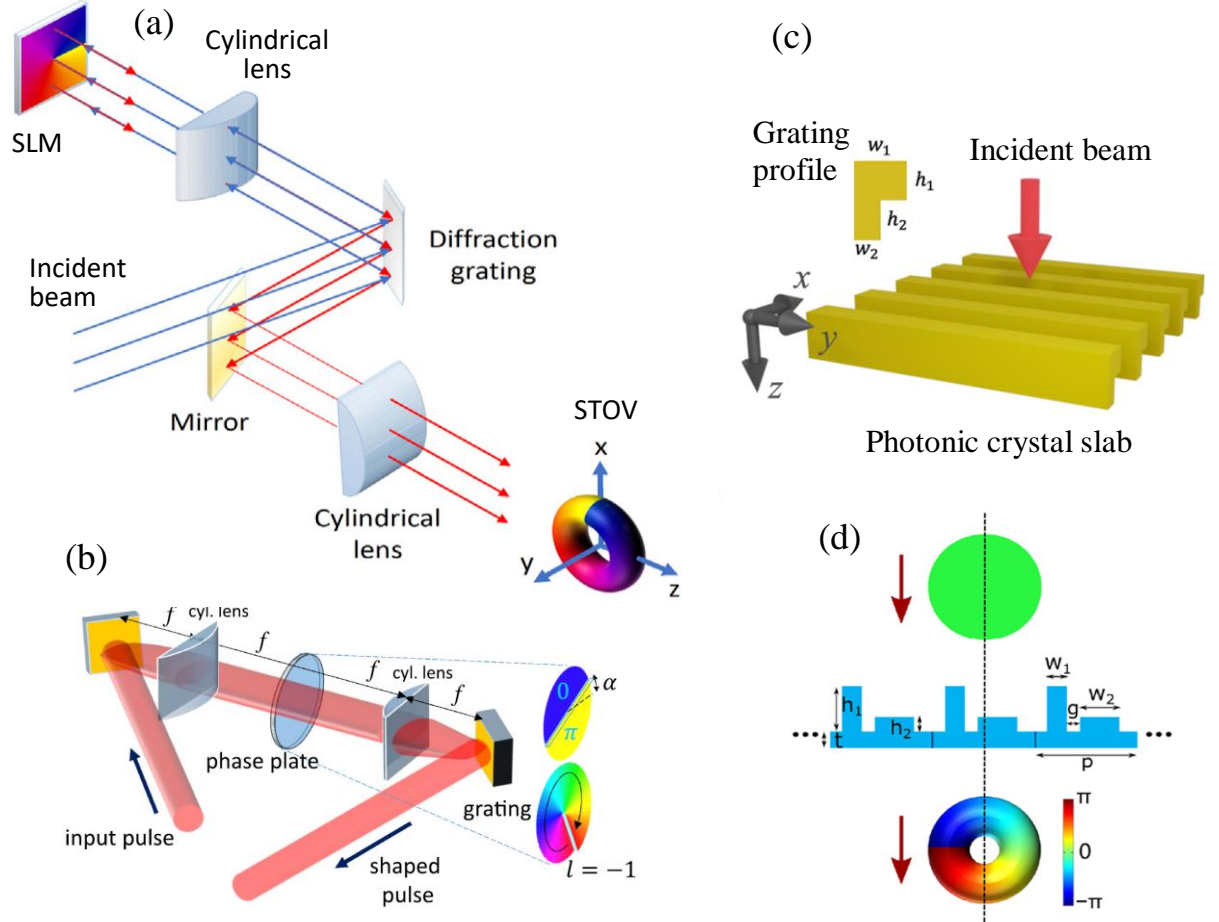 (a)
Cylindrical
lens
SLM
Diffraction
grating
Incident
beam
Mirror
Cylindrical
lens
STOV
x
y
z
(b)
f
cyl. lens
f
f
cyl. lens
f
0
π
α
phase plate
grating
input pulse
shaped
pulse
l = −1
(c)
Grating
profile
w₁
h₁
h₂
w₂
Incident beam
x
y
z
Photonic crystal slab
(d)
w₁
w₂
h₁
g
h₂
t
p
π
0
−π